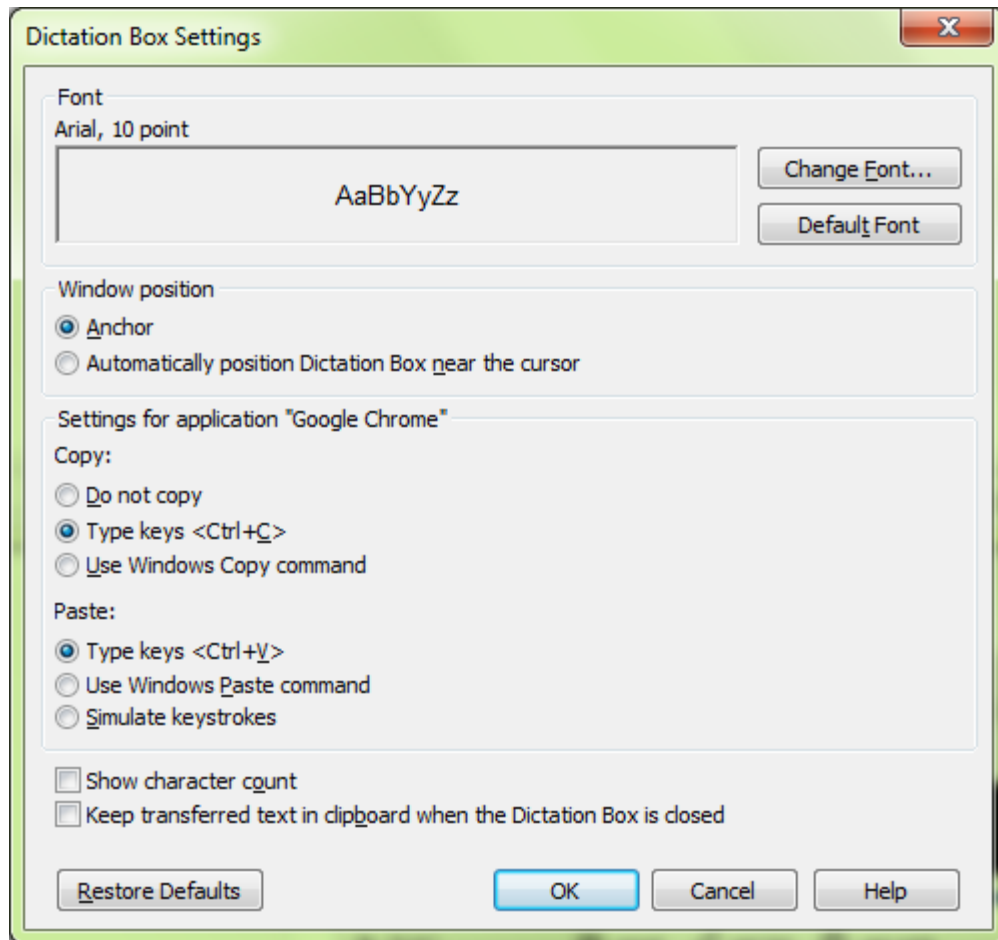 Dictation Box Settings
Font
Arial, 10 point
AaBbYyZz
Change Font...
Default Font
Window position
Anchor
Automatically position Dictation Box near the cursor
Settings for application "Google Chrome"
Copy:
Do not copy
Type keys <Ctrl+C>
Use Windows Copy command
Paste:
Type keys <Ctrl+V>
Use Windows Paste command
Simulate keystrokes
Show character count
Keep transferred text in clipboard when the Dictation Box is closed
Restore Defaults OK Cancel Help